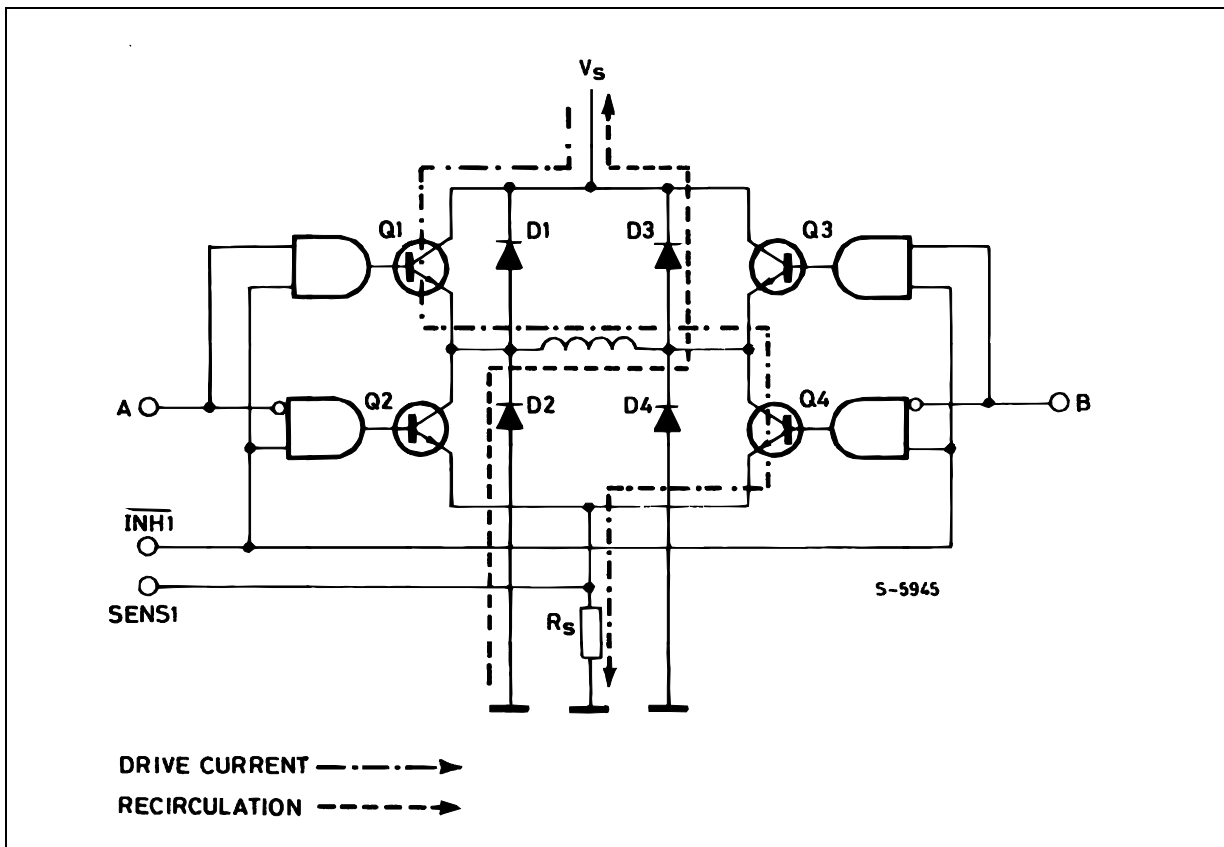 Vs
Q1
D1
D3
Q3
A
Q2
D2
D4
Q4
B
INH1
SENS1
Rs
S-5945
DRIVE CURRENT
RECIRCULATION